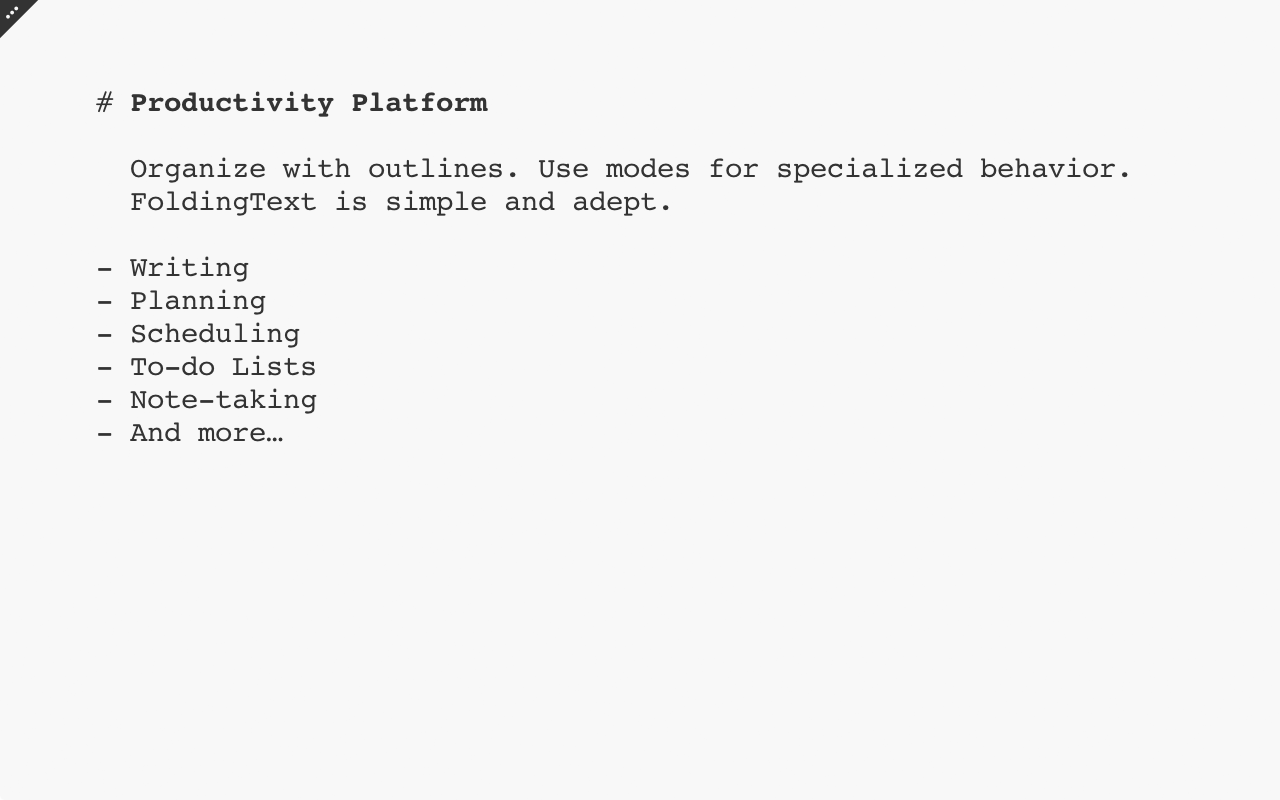 # Productivity Platform
Organize with outlines. Use modes for specialized behavior.
FoldingText is simple and adept.
- Writing
- Planning
- Scheduling
- To-do Lists
- Note-taking
- And more…